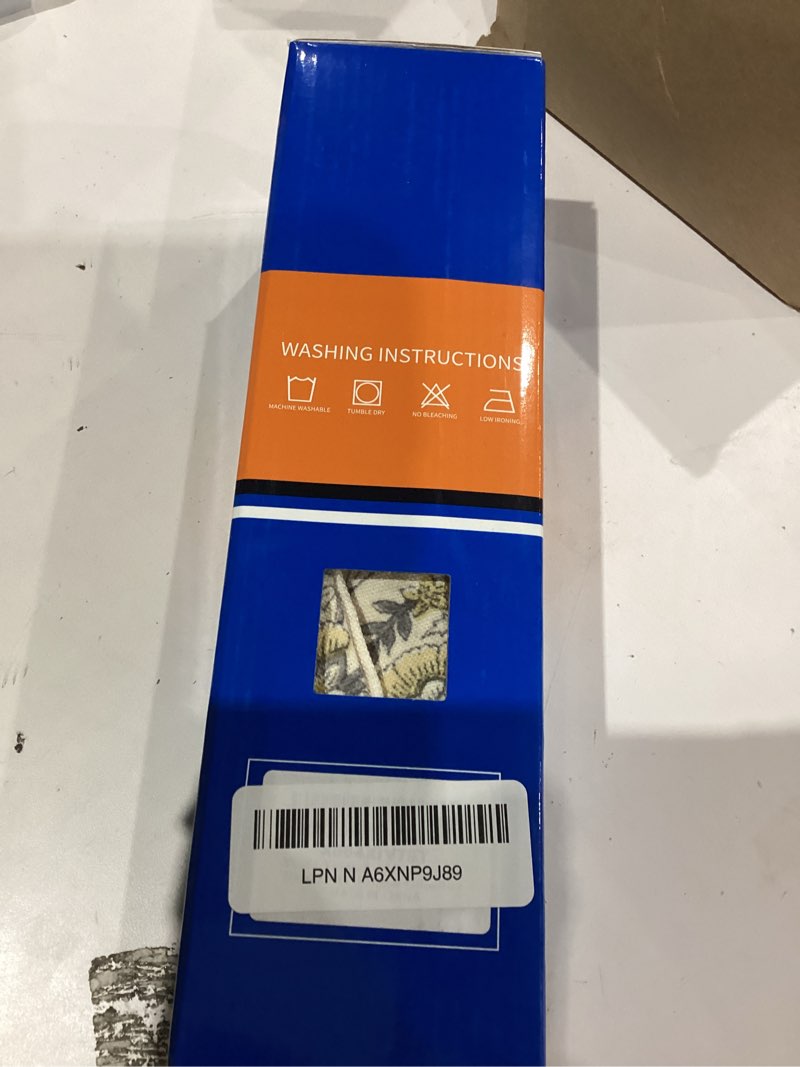 WASHING INSTRUCTIONS
MACHINE WASHABLE
TUMBLE DRY
NO BLEACHING
LOW IRONING
LPN N A6XNP9J89